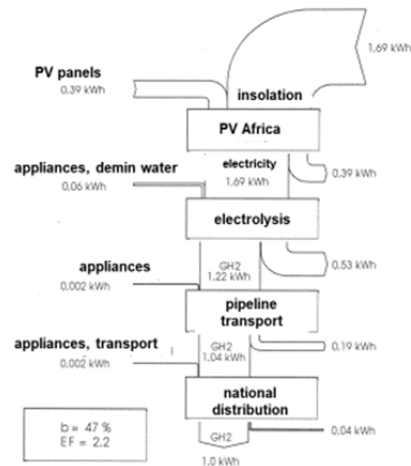 1,69 kWh
PV panels
0.39 kWh
insolation
PV Africa
appliances, demin water
0,06 kWh
electricity
1,69 kWh
0.39 kWh
electrolysis
appliances
0.002 kWh
GH2
1.22 kWh
0.53 kWh
pipeline
transport
appliances, transport
0.002 kWh
GH2
1.04 kWh
0.19 kWh
national
distribution
b = 47 %
EF = 2,2
GH2
0,04 kWh
1.0 kWh